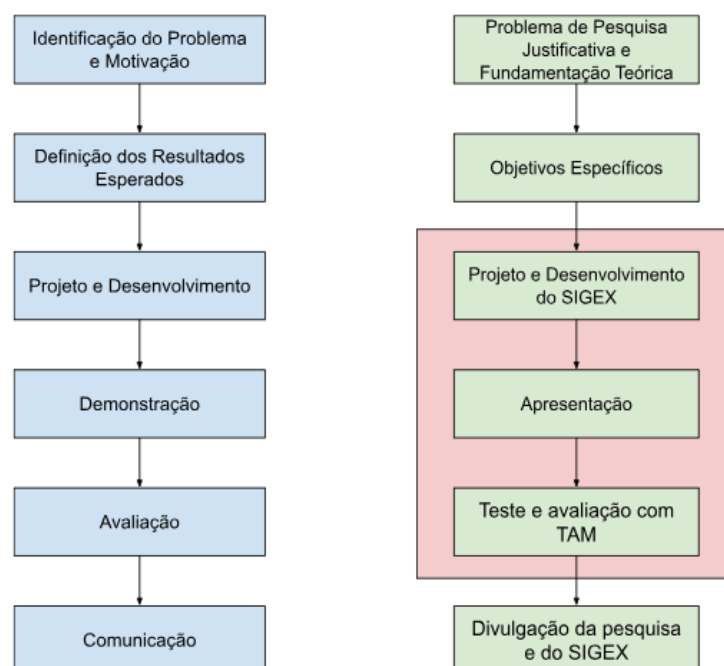 Identificação do Problema
e Motivação
Definição dos Resultados
Esperados
Projeto e Desenvolvimento
Demonstração
Avaliação
Comunicação
Problema de Pesquisa
Justificativa e
Fundamentação Teórica
Objetivos Específicos
Projeto e Desenvolvimento
do SIGEX
Apresentação
Teste e avaliação com
TAM
Divulgação da pesquisa
e do SIGEX